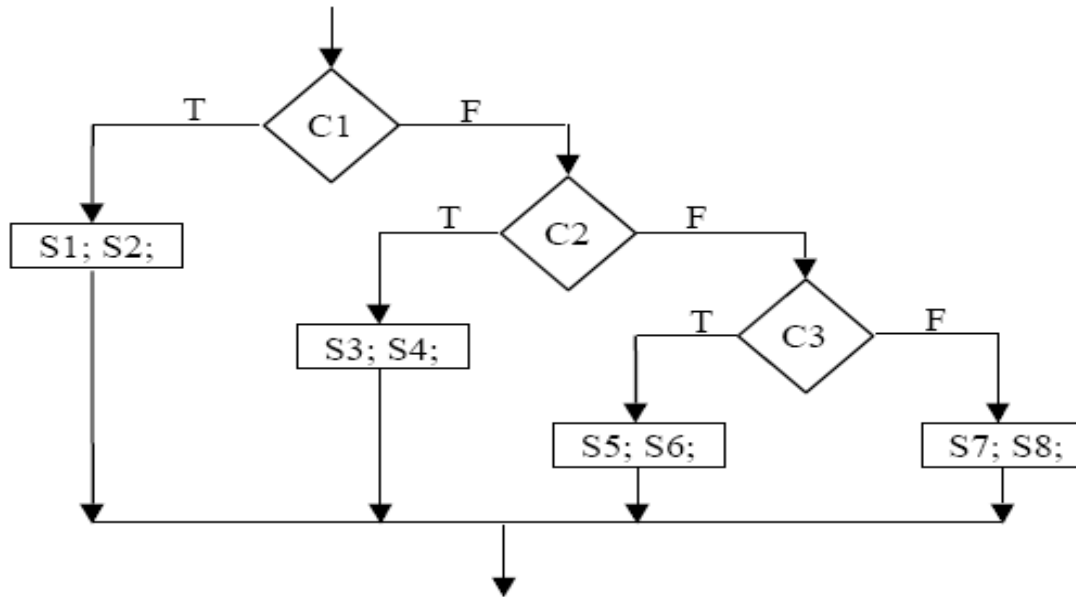 T
C1
F
S1; S2;
T
C2
F
S3; S4;
T
C3
F
S5; S6;
S7; S8;